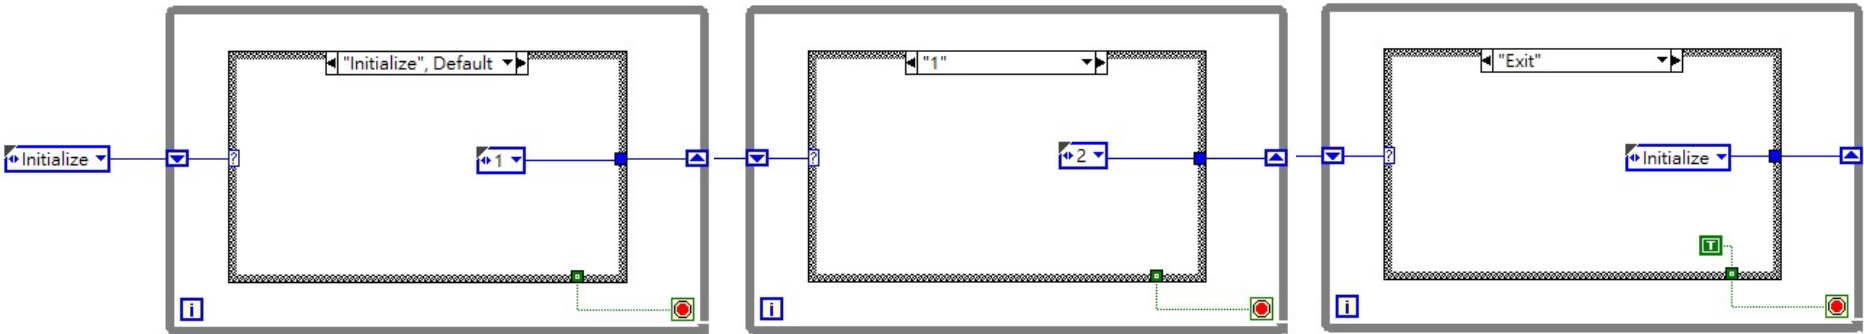 "Initialize", Default
Initialize
?
1
i
"1"
?
2
i
"Exit"
?
Initialize
T
i